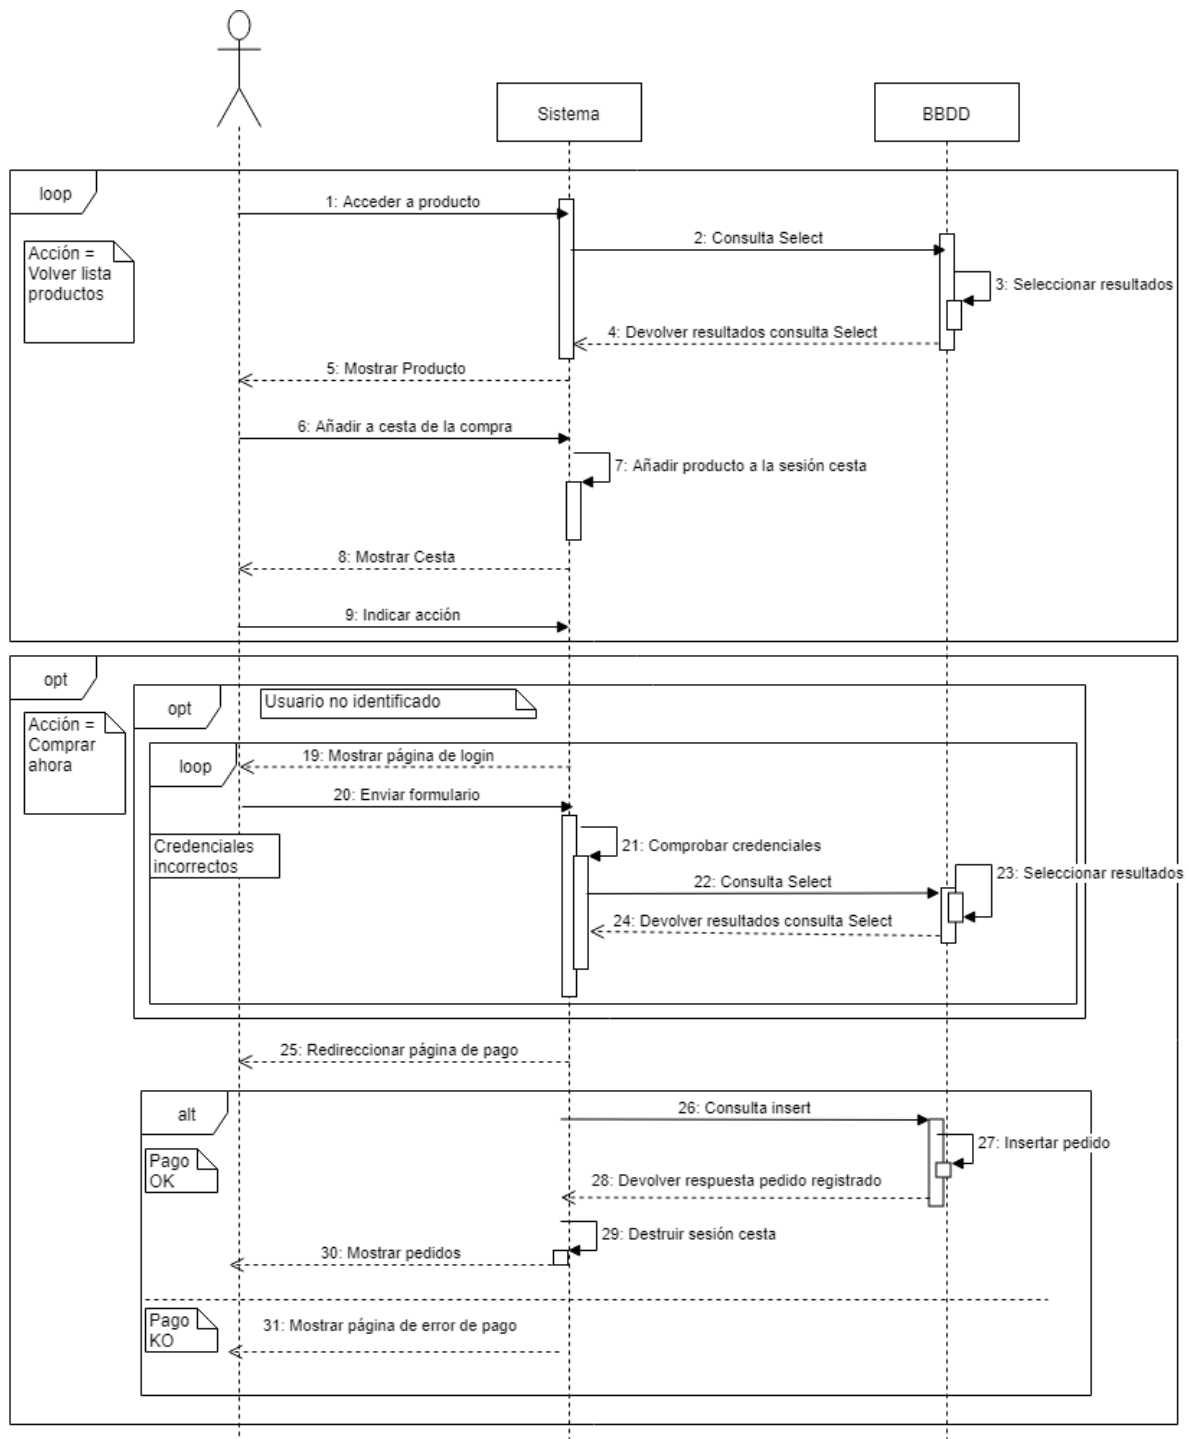 Sistema
BBDD
loop
1: Acceder a producto
Acción =
Volver lista
productos
2: Consulta Select
3: Seleccionar resultados
4: Devolver resultados consulta Select
5: Mostrar Producto
6: Añadir a cesta de la compra
7: Añadir producto a la sesión cesta
8: Mostrar Cesta
9: Indicar acción
opt
Acción =
Comprar
ahora
opt
Usuario no identificado
loop
19: Mostrar página de login
20: Enviar formulario
Credenciales
incorrectos
21: Comprobar credenciales
22: Consulta Select
23: Seleccionar resultados
24: Devolver resultados consulta Select
25: Redireccionar página de pago
alt
26: Consulta insert
Pago
OK
27: Insertar pedido
28: Devolver respuesta pedido registrado
29: Destruir sesión cesta
30: Mostrar pedidos
Pago
KO
31: Mostrar página de error de pago